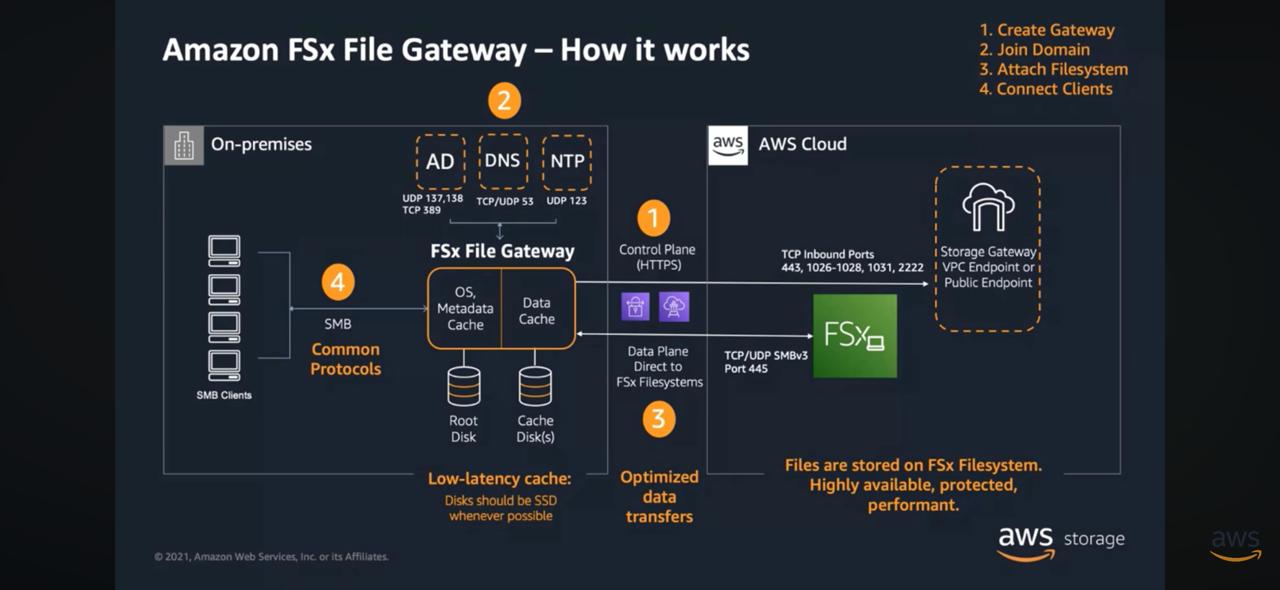 Amazon FSx File Gateway – How it works
1. Create Gateway
2. Join Domain
3. Attach Filesystem
4. Connect Clients
2
On-premises
AD
DNS
NTP
UDP 137,138
TCP 389
TCP/UDP 53
UDP 123
FSx File Gateway
OS,
Metadata
Cache
Data
Cache
4
SMB
Common
Protocols
SMB Clients
Root
Disk
Cache
Disk(s)
Low-latency cache:
Disks should be SSD
whenever possible
1
Control Plane
(HTTPS)
Data Plane
Direct to
FSx Filesystems
3
Optimized
data
transfers
aws
AWS Cloud
TCP Inbound Ports
443, 1026-1028, 1031, 2222
Storage Gateway
VPC Endpoint or
Public Endpoint
TCP/UDP SMBv3
Port 445
FSx
Files are stored on FSx Filesystem.
Highly available, protected,
performant.
© 2021, Amazon Web Services, Inc. or its Affiliates.
aws storage
aws